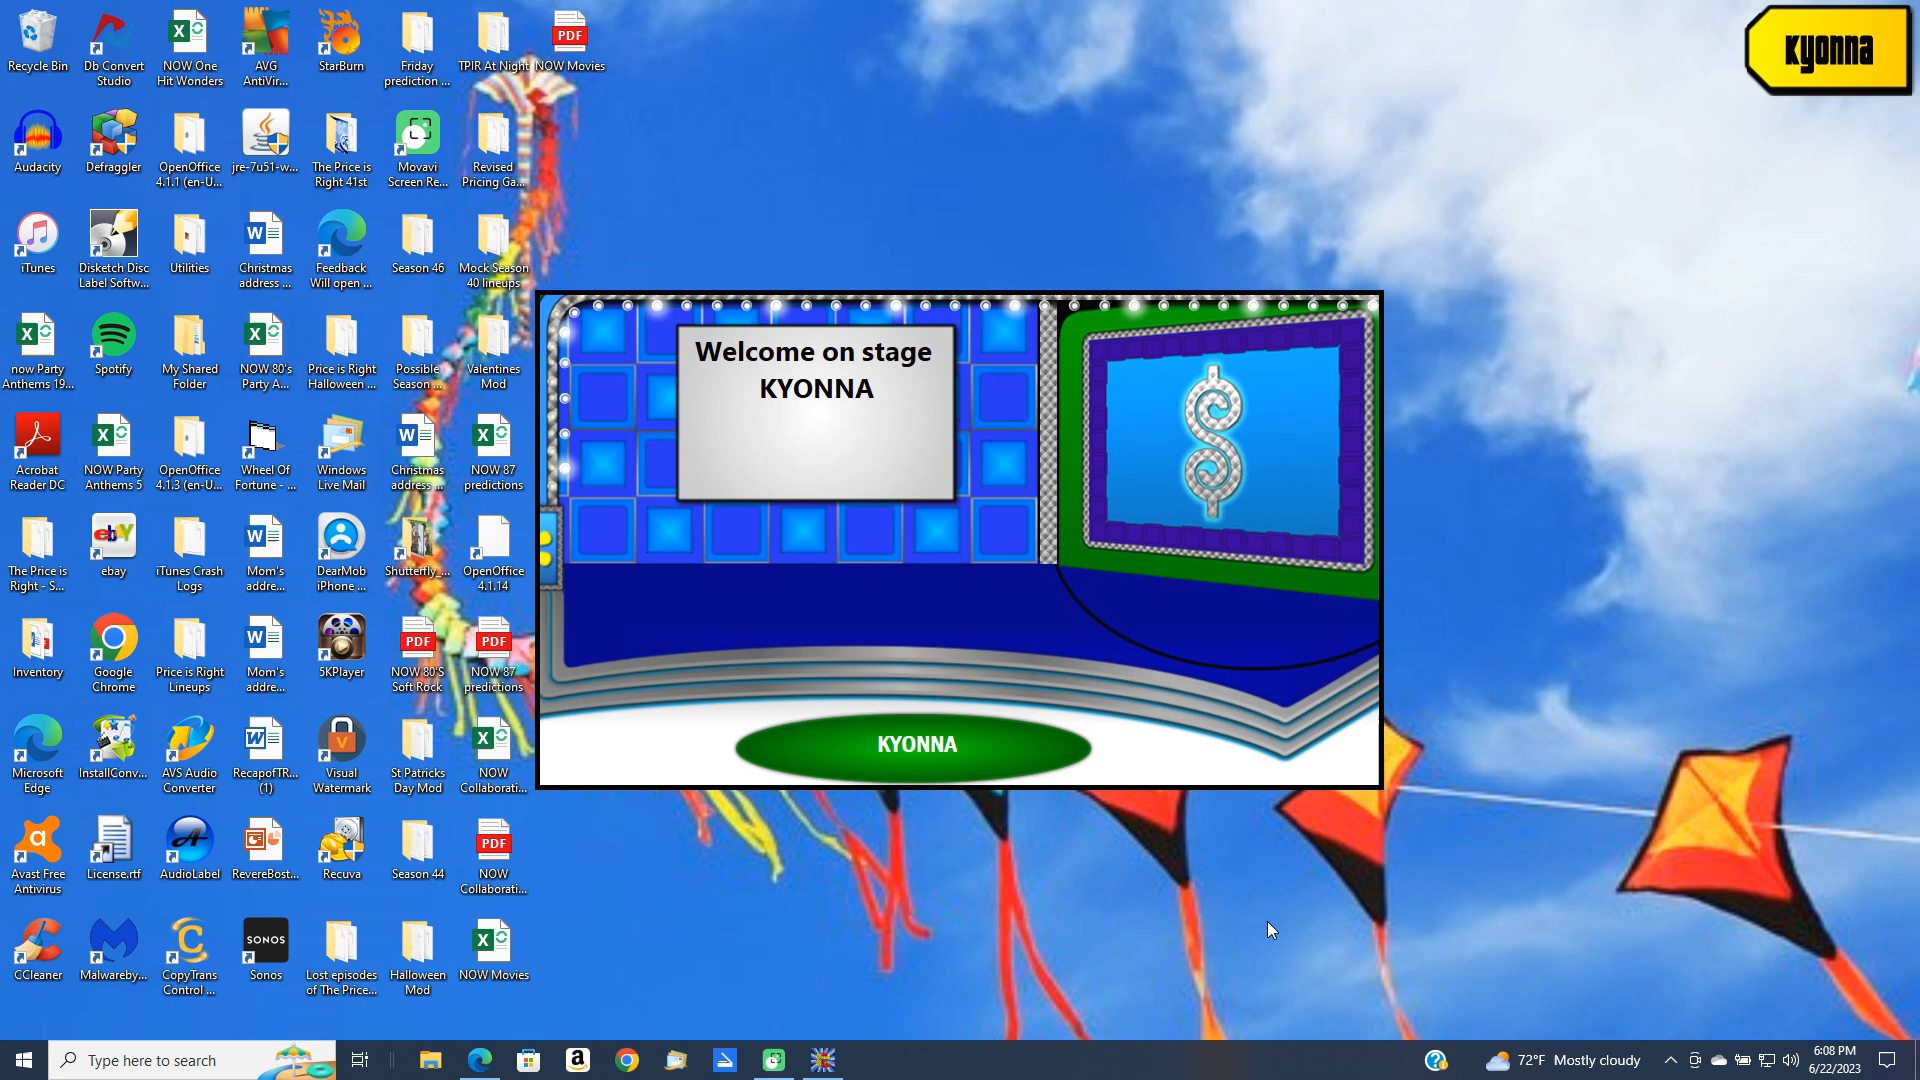 Recycle Bin
Db Convert
Studio
NOW One
Hit Wonders
AVG
AntiVir...
StarBurn
Friday
prediction ...
TPIR At Night
PDF
NOW Movies
kyonna
Audacity
Defraggler
OpenOffice
4.1.1 (en-U...
jre-7u51-w...
The Price is
Right 41st
Movavi
Screen Re...
Revised
Pricing Ga...
iTunes
Disketch Disc
Label Softw...
Utilities
Christmas
address ...
Feedback
Will open ...
Season 46
Mock Season
40 lineups
now Party
Anthems 19...
Spotify
My Shared
Folder
NOW 80's
Party A...
Price is Right
Halloween ...
Possible
Season ...
Valentines
Mod
Welcome on stage
KYONNA
Acrobat
Reader DC
NOW Party
Anthems 5
OpenOffice
4.1.3 (en-U...
Wheel Of
Fortune - ...
Windows
Live Mail
Christmas
address ...
NOW 87
predictions
The Price is
Right - S...
ebay
ebay
iTunes Crash
Logs
Mom's
addre...
DearMob
iPhone ...
Shutterfly_...
OpenOffice
4.1.14
Inventory
Google
Chrome
Price is Right
Lineups
Mom's
addre...
5KPlayer
PDF
NOW 80'S
Soft Rock
PDF
NOW 87
predictions
KYONNA
Microsoft
Edge
InstallConv...
AVS Audio
Converter
RecapofTR...
(1)
Visual
Watermark
St Patricks
Day Mod
NOW
Collaborati...
Avast Free
Antivirus
License.rtf
AudioLabel
RevereBost...
Recuva
Season 44
PDF
NOW
Collaborati...
CCleaner
Malwareby...
CopyTrans
Control ...
SONOS
Sonos
Lost episodes
of The Price...
Halloween
Mod
NOW Movies
Type here to search
72°F Mostly cloudy
6:08 PM
6/22/2023